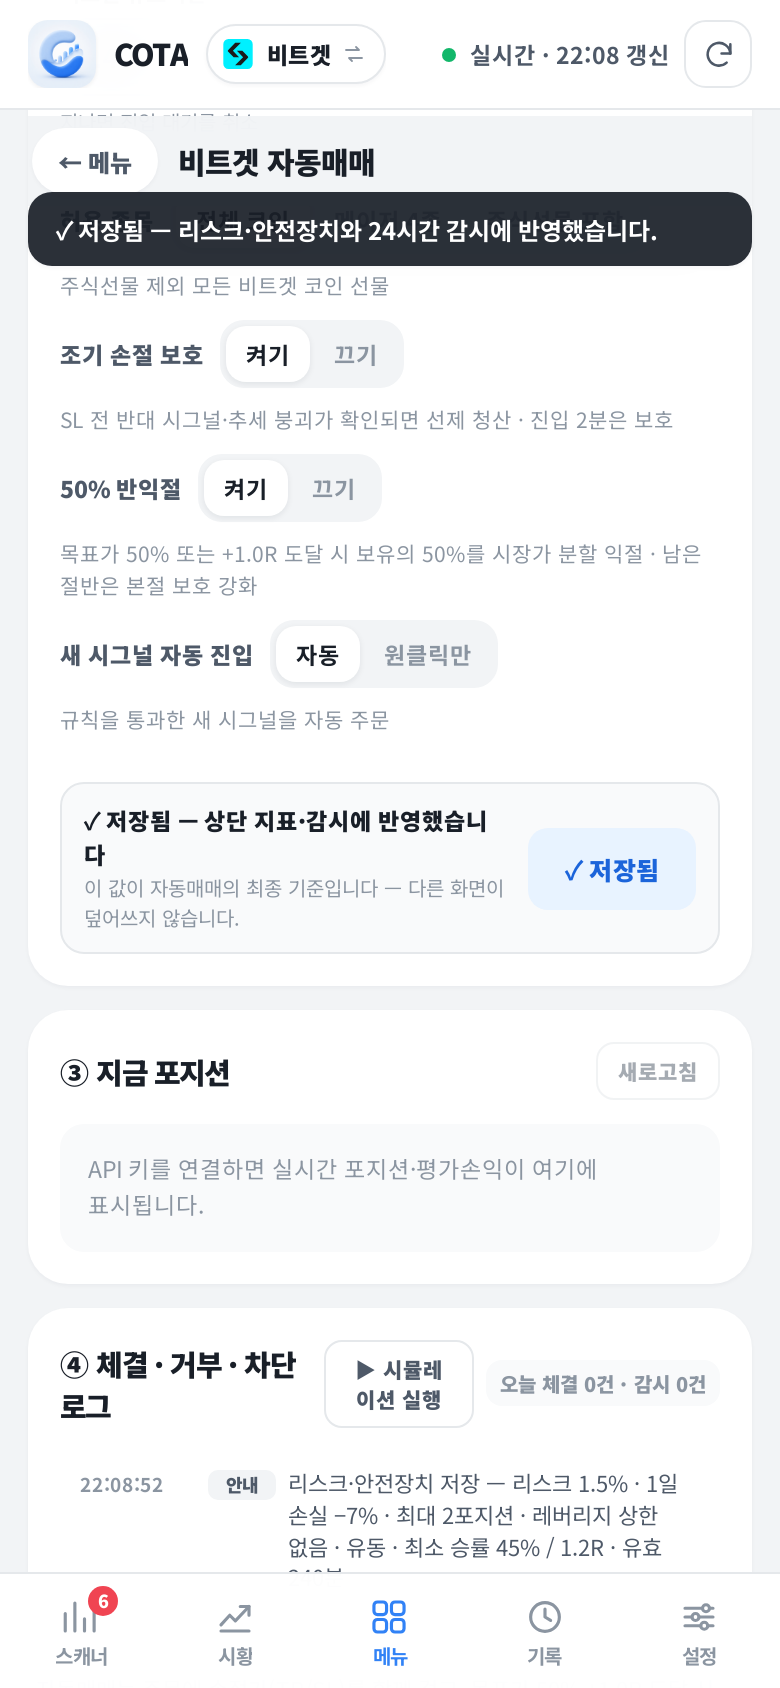 COTA
비트겟
실시간 · 22:08 갱신
← 메뉴
비트겟 자동매매
✓ 저장됨 — 리스크·안전장치와 24시간 감시에 반영했습니다.
주식선물 제외 모든 비트겟 코인 선물
조기 손절 보호
켜기
끄기
SL 전 반대 시그널·추세 붕괴가 확인되면 선제 청산 · 진입 2분은 보호
50% 반익절
켜기
끄기
목표가 50% 또는 +1.0R 도달 시 보유의 50%를 시장가 분할 익절 · 남은
절반은 본절 보호 강화
새 시그널 자동 진입
자동
원클릭만
규칙을 통과한 새 시그널을 자동 주문
✓ 저장됨 — 상단 지표·감시에 반영했습니
다
이 값이 자동매매의 최종 기준입니다 — 다른 화면이
덮어쓰지 않습니다.
✓ 저장됨
③ 지금 포지션
새로고침
API 키를 연결하면 실시간 포지션·평가손익이 여기에
표시됩니다.
④ 체결 · 거부 · 차단
로그
▶ 시뮬레
이션 실행
오늘 체결 0건 · 감시 0건
22:08:52
안내
리스크·안전장치 저장 — 리스크 1.5% · 1일
손실 −7% · 최대 2포지션 · 레버리지 상한
없음 · 유동 · 최소 승률 45% / 1.2R · 유효
6
스캐너
시황
메뉴
기록
설정